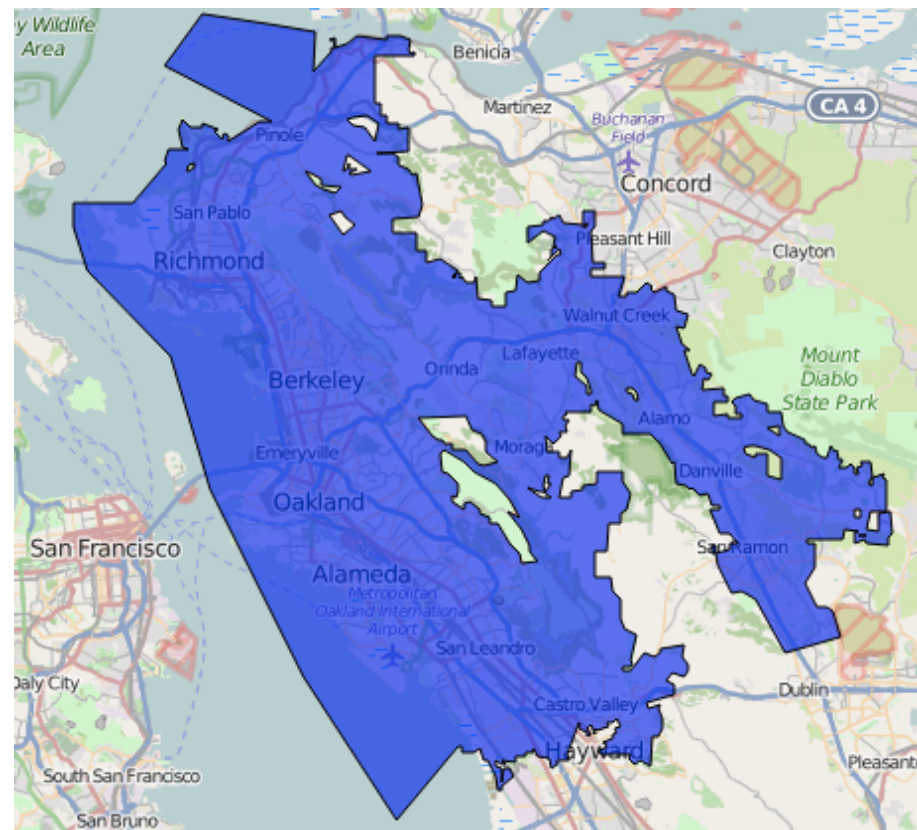 y Wildlife
Area
Benicia
Martinez
CA 4
Buchanan
Field
Pinole
Concord
San Pablo
Pleasant Hill
Clayton
Richmond
Walnut Creek
Lafayette
Orinda
Mount
Diablo
State Park
Berkeley
Alamo
Emeryville
Moraga
Danville
Oakland
San Francisco
San Ramon
Alameda
Metropolitan
Oakland International
Airport
San Leandro
Daly City
Dublin
Castro Valley
Hayward
Pleasant
South San Francisco
San Bruno